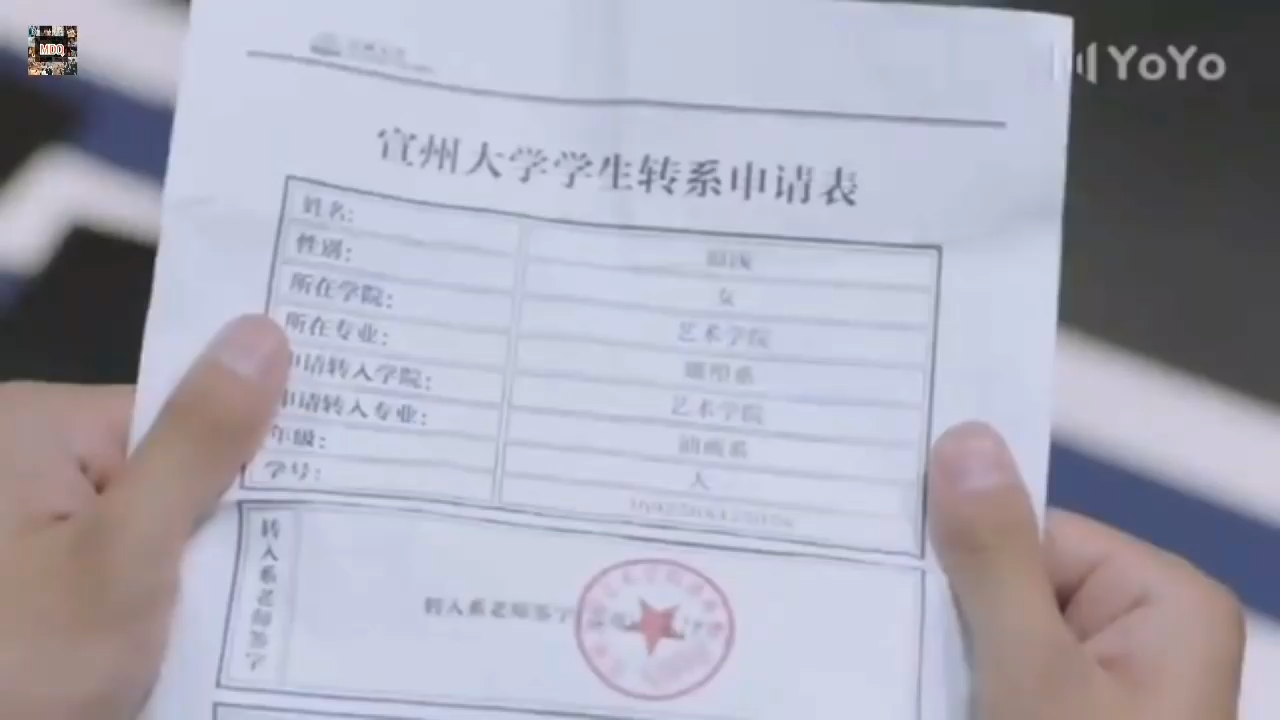 MDQ
YoYo
宜州大学学生转系申请表
姓名:
性别: 女
所在学院: 艺术学院
所在专业: 雕塑系
申请转入学院: 艺术学院
申请转入专业: 油画系
年级: 大
学号:
转入系老师签字
转入系老师签字